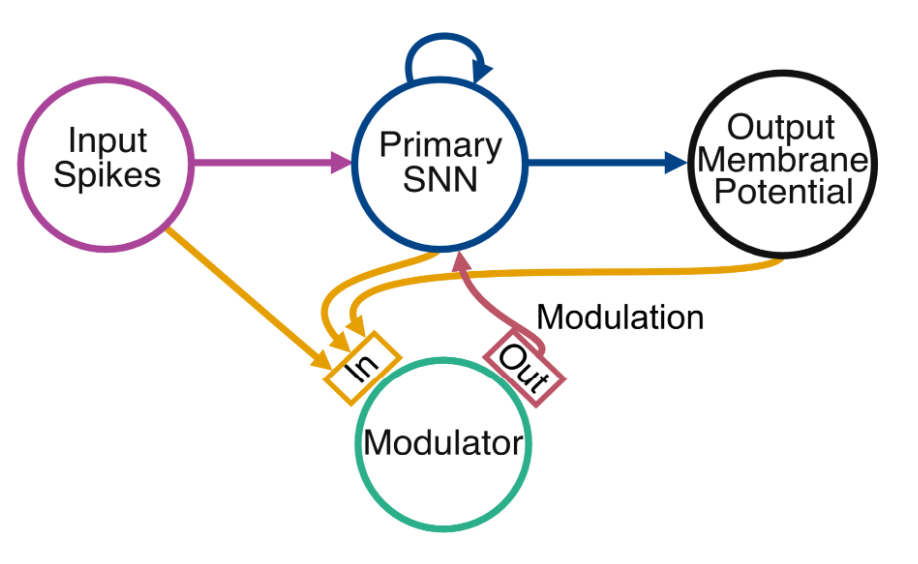 Input
Spikes
Primary
SNN
Output
Membrane
Potential
Modulation
In
Out
Modulator